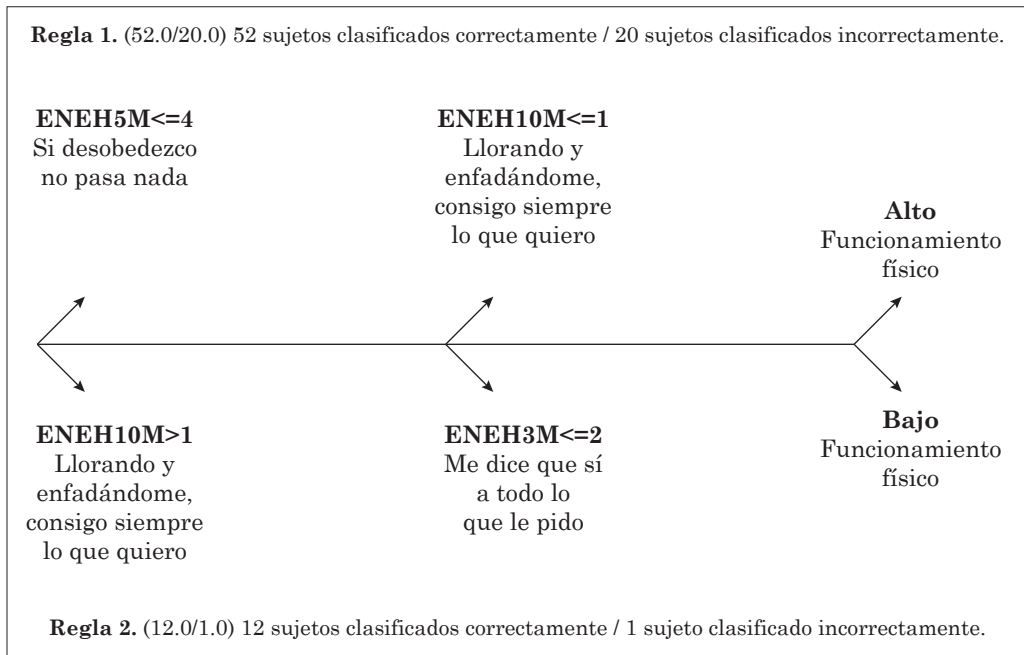 Regla 1. (52.0/20.0) 52 sujetos clasificados correctamente / 20 sujetos clasificados incorrectamente.
ENEH5M<=4
Si desobedezco
no pasa nada
ENEH10M<=1
Llorando y
enfadándome,
consigo siempre
lo que quiero
Alto
Funcionamiento
físico
ENEH10M>1
Llorando y
enfadándome,
consigo siempre
lo que quiero
ENEH3M<=2
Me dice que sí
a todo lo
que le pido
Bajo
Funcionamiento
físico
Regla 2. (12.0/1.0) 12 sujetos clasificados correctamente / 1 sujeto clasificado incorrectamente.